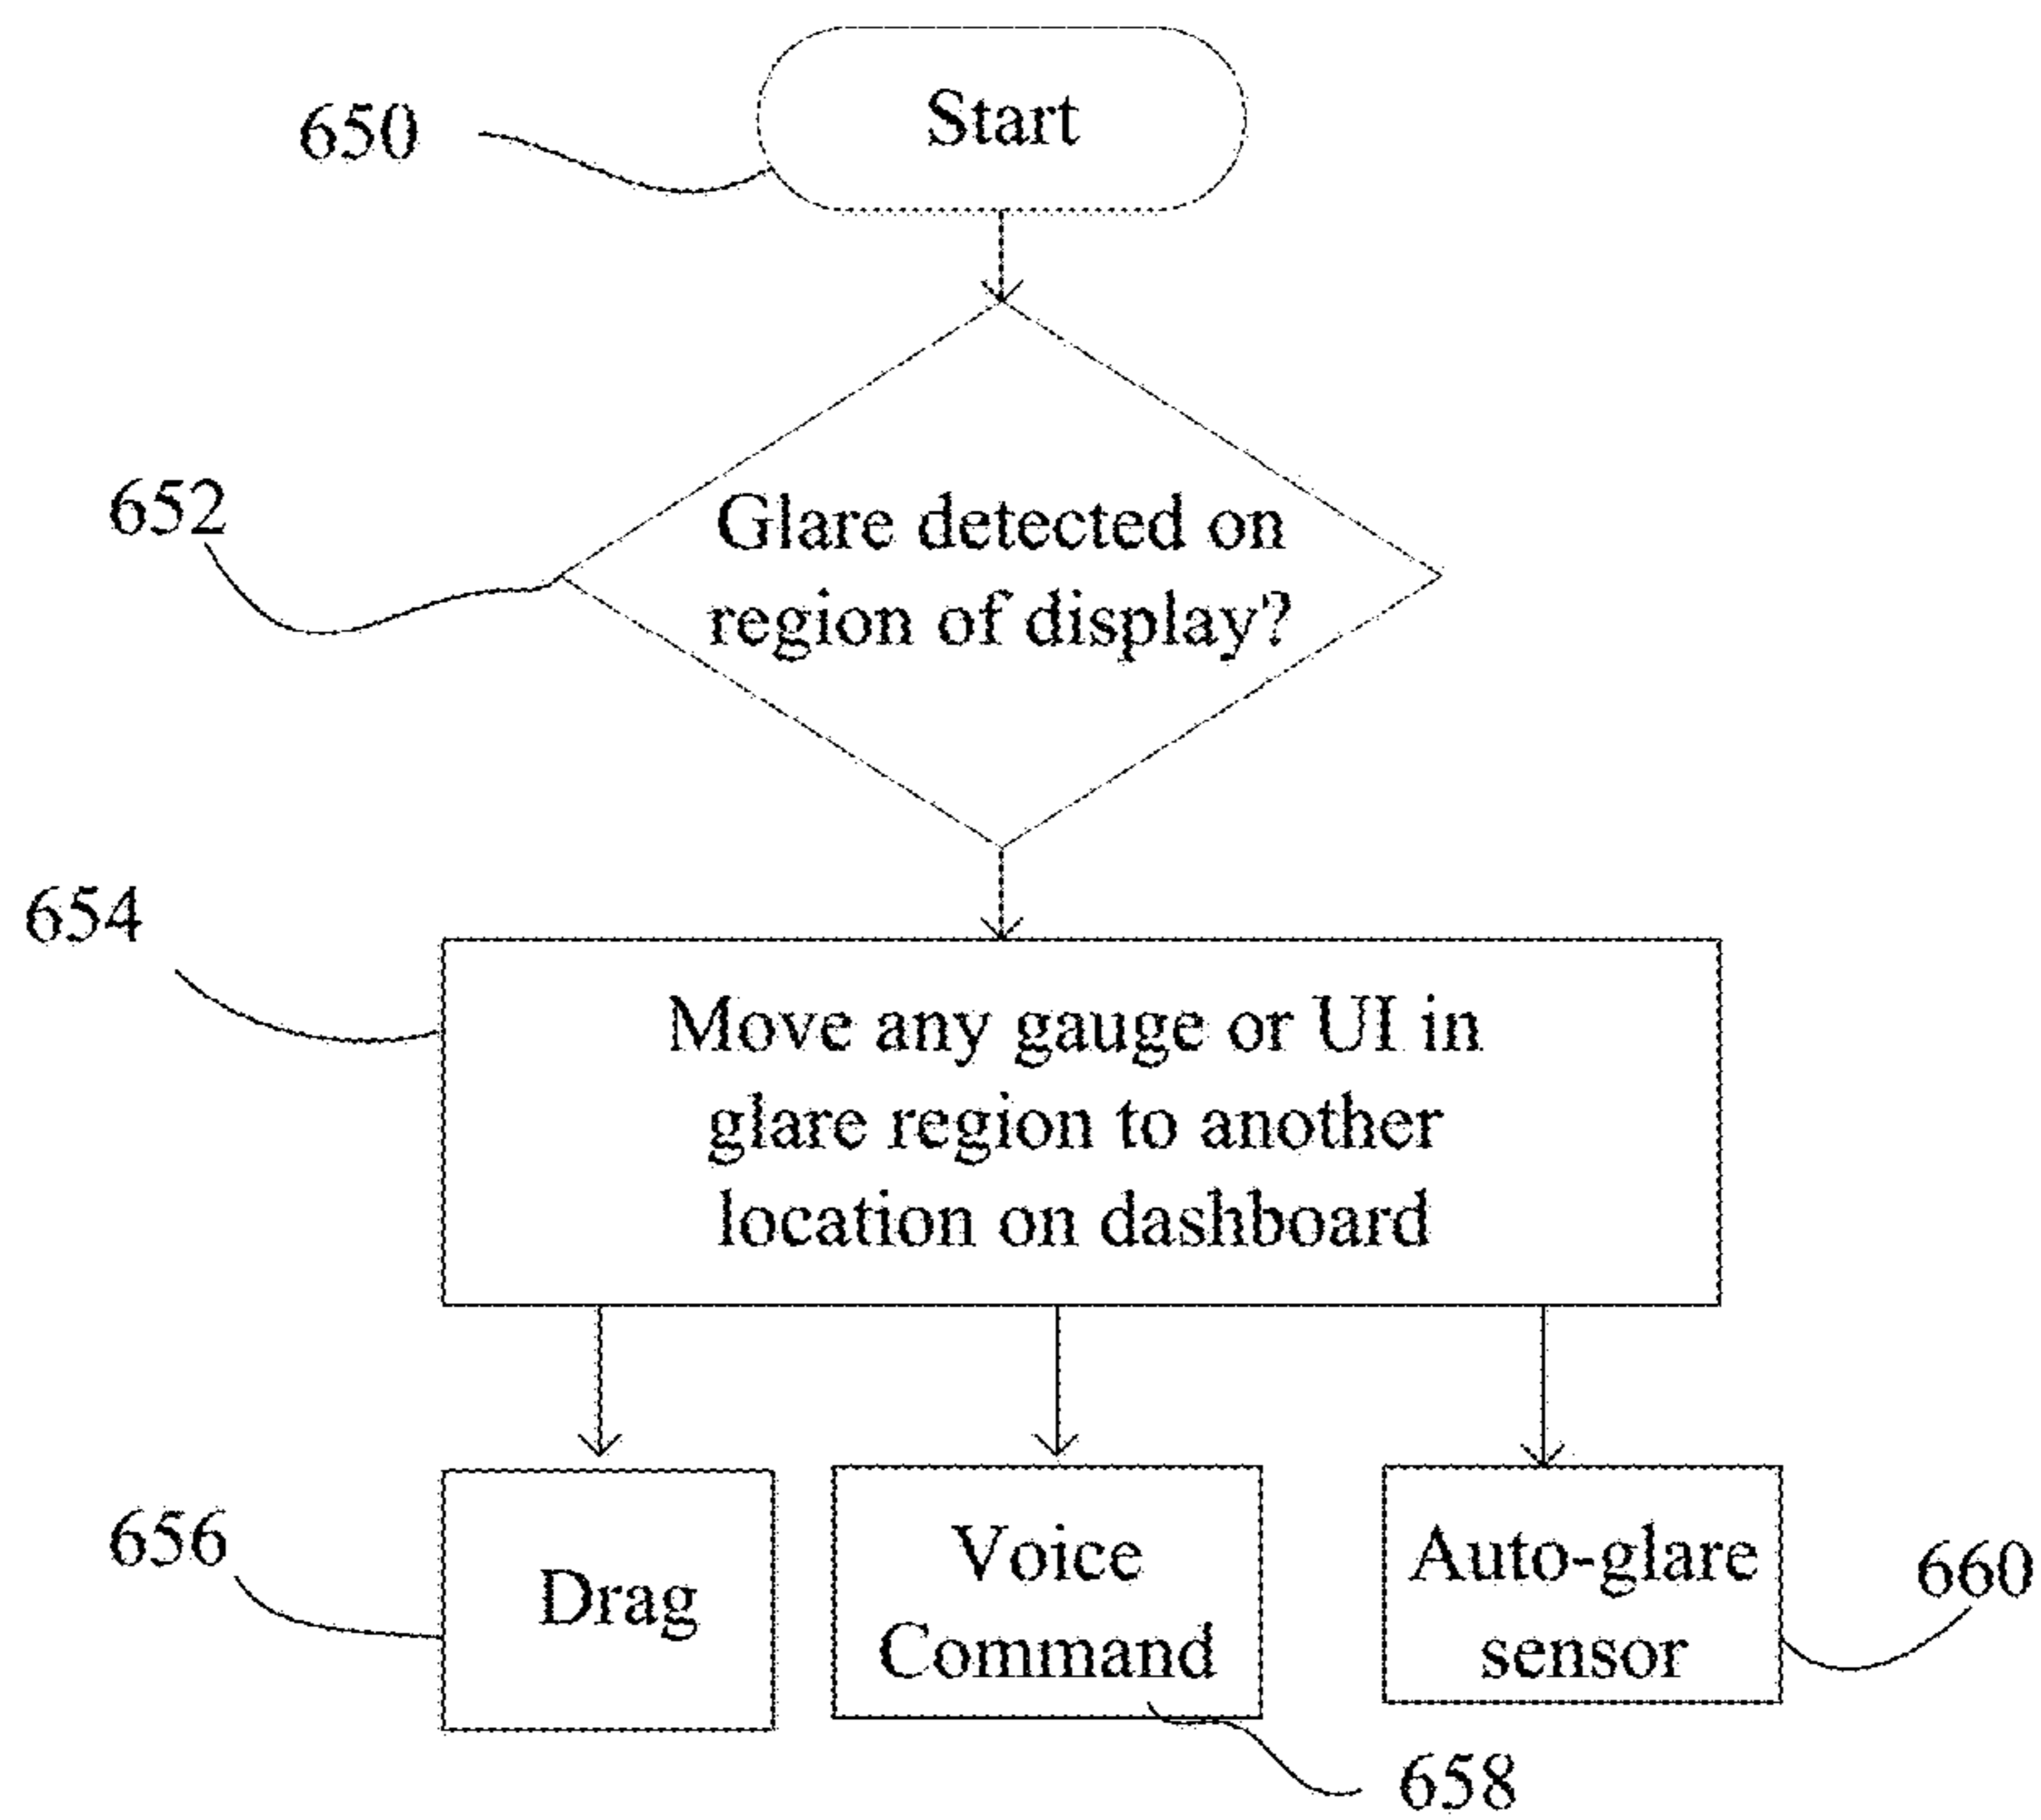 650
Start
652
Glare detected on
region of display?
654
Move any gauge or UI in
glare region to another
location on dashboard
656
Drag
Voice
Command
658
Auto-glare
sensor
660